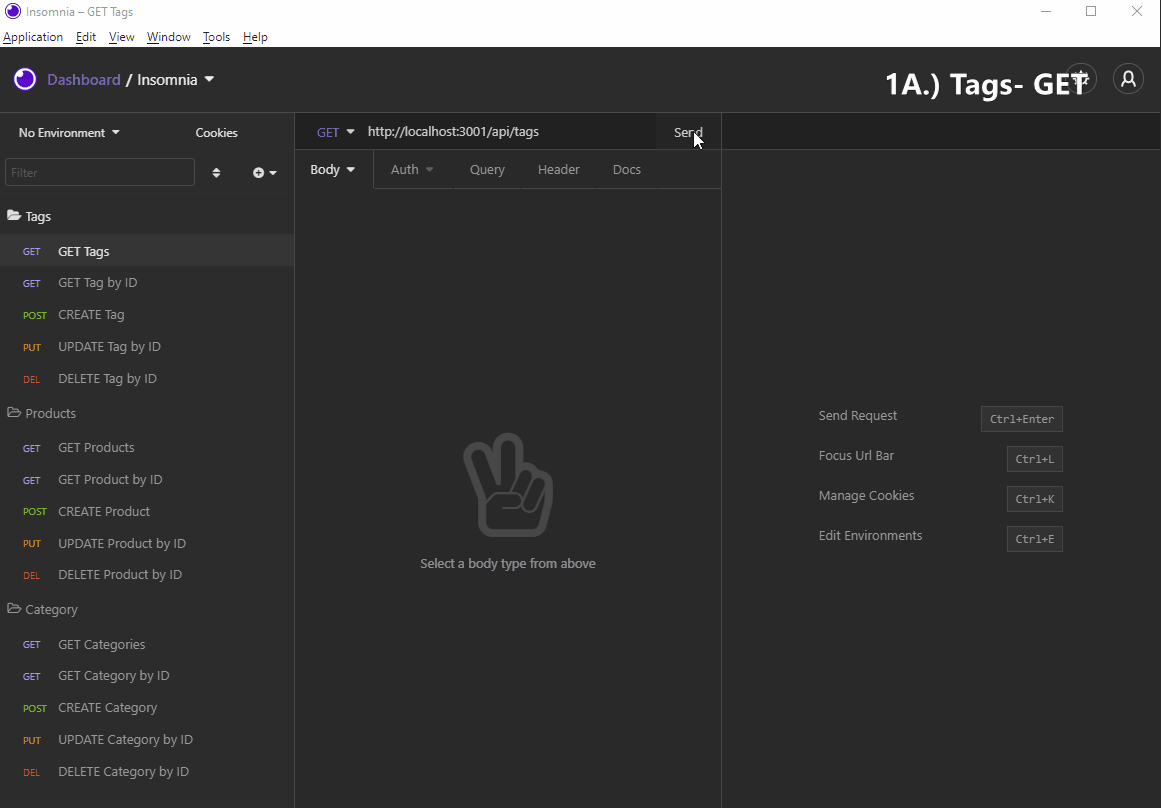 Insomnia – GET Tags
Application Edit View Window Tools Help
Dashboard / Insomnia
1A.) Tags- GET
No Environment Cookies
GET http://localhost:3001/api/tags Send
Filter
Body Auth Query Header Docs
Tags
GET GET Tags
GET GET Tag by ID
POST CREATE Tag
PUT UPDATE Tag by ID
DEL DELETE Tag by ID
Products
GET GET Products
GET GET Product by ID
POST CREATE Product
PUT UPDATE Product by ID
DEL DELETE Product by ID
Category
GET GET Categories
GET GET Category by ID
POST CREATE Category
PUT UPDATE Category by ID
DEL DELETE Category by ID
Select a body type from above
Send Request Ctrl+Enter
Focus Url Bar Ctrl+L
Manage Cookies Ctrl+K
Edit Environments Ctrl+E